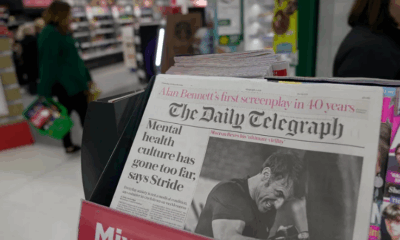 Alan Bennett's first screenplay in 40 years
The Daily Telegraph
Mental
health
culture has
gone too far,
says Stride